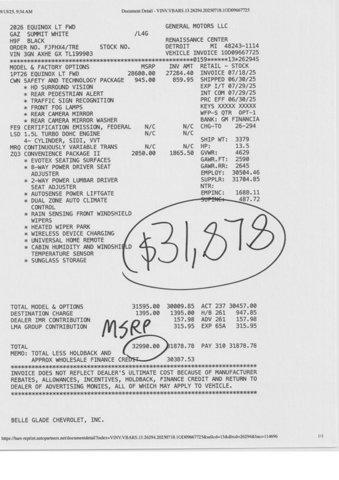 9/13/25, 9:34 AM Document Detail - VINV.VBARS.13.26294.20250718.1OD09667725
2026 EQUINOX LT FWD GENERAL MOTORS LLC
GAZ SUMMIT WHITE /L4G
H9F BLACK RENAISSANCE CENTER
ORDER NO. FJFHX4/TRE STOCK NO. DETROIT MI 48243-1114
VIN 3GN AXHE GX TL199903 VEHICLE INVOICE 1OD09667725
MODEL & FACTORY OPTIONS MSRP INV AMT RETAIL - STOCK
1PT26 EQUINOX LT FWD 28600.00 27284.40 INVOICE 07/18/25
CWN SAFETY AND TECHNOLOGY PACKAGE 945.00 859.95 SHIPPED 06/30/25
* HD SURROUND VISION EXP I/T 07/29/25
* REAR PEDESTRIAN ALERT INT COM 07/29/25
* TRAFFIC SIGN RECOGNITION PRC EFF 06/30/25
* FRONT FOG LAMPS KEYS XXXXX XXXXX
* REAR CAMERA MIRROR WFP-S QTR OPT-1
* REAR CAMERA MIRROR WASHER BANK: GM FINANCIA
FE9 CERTIFICATION EMISSION, FEDERAL N/C N/C CHG-TO 26-294
LSD 1.5L TURBO DOHC ENGINE N/C N/C
4- CYLINDER, SIDI, VVT SHIP WT: 3379
MRG CONTINUOUSLY VARIABLE TRANS N/C N/C HP: 13.5
ZQ3 CONVENIENCE PACKAGE II 2050.00 1865.50 GVWR: 4629
* EVOTEX SEATING SURFACES GAWR.FT: 2590
* 8-WAY POWER DRIVER SEAT GAWR.RR: 2645
ADJUSTER EMPLOY: 30504.46
* 2-WAY POWER LUMBAR DRIVER SUPPLR: 31704.85
SEAT ADJUSTER NTR:
* AUTOSENSE POWER LIFTGATE EMPINC: 1688.11
* DUAL ZONE AUTO CLIMATE SUPINC: 487.72
CONTROL
* RAIN SENSING FRONT WINDSHIELD
WIPERS
* HEATED WIPER PARK
* WIRELESS DEVICE CHARGING
* UNIVERSAL HOME REMOTE
* CABIN HUMIDITY AND WINDSHIELD
TEMPERATURE SENSOR
* SUNGLASS STORAGE
$31,878
TOTAL MODEL & OPTIONS 31595.00 30009.85 ACT 237 30457.00
DESTINATION CHARGE 1395.00 1395.00 H/B 261 947.85
DEALER IMR CONTRIBUTION 157.98 ADV 261 157.98
LMA GROUP CONTRIBUTION 315.95 EXP 65A 315.95
MSRP
TOTAL 32990.00 31878.78 PAY 310 31878.78
MEMO: TOTAL LESS HOLDBACK AND
APPROX WHOLESALE FINANCE CREDIT 30387.53
INVOICE DOES NOT REFLECT DEALER'S ULTIMATE COST BECAUSE OF MANUFACTURER
REBATES, ALLOWANCES, INCENTIVES, HOLDBACK, FINANCE CREDIT AND RETURN TO
DEALER OF ADVERTISING MONIES, ALL OF WHICH MAY APPLY TO VEHICLE.
BELLE GLADE CHEVROLET, INC.
1/1